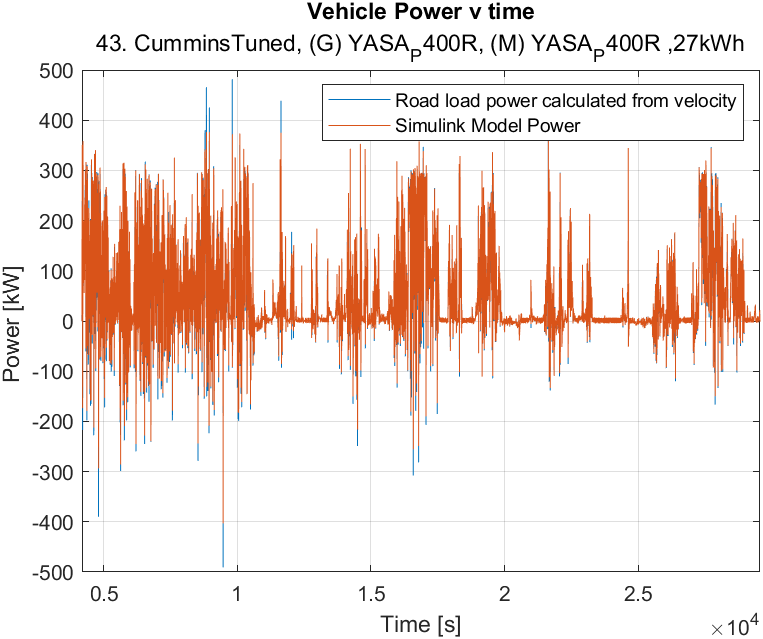 Vehicle Power v time
43. CumminsTuned, (G) YASA_P400R, (M) YASA_P400R ,27kWh
Road load power calculated from velocity
Simulink Model Power
500
400
300
200
100
0
-100
-200
-300
-400
-500
Power [kW]
0.5
1
1.5
2
2.5
Time [s]
×10^4